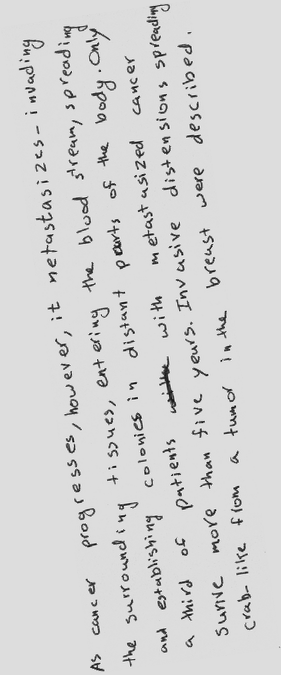 As cancer progresses, however, it metastasizes - invading
the surrounding tissues, entering the blood stream, spreading
and establishing colonies in distant parts of the body. Only
a third of patients with metastasized cancer
surive more than five years. Invasive distensions spreading
crab-like from a tumor in the breast were described.